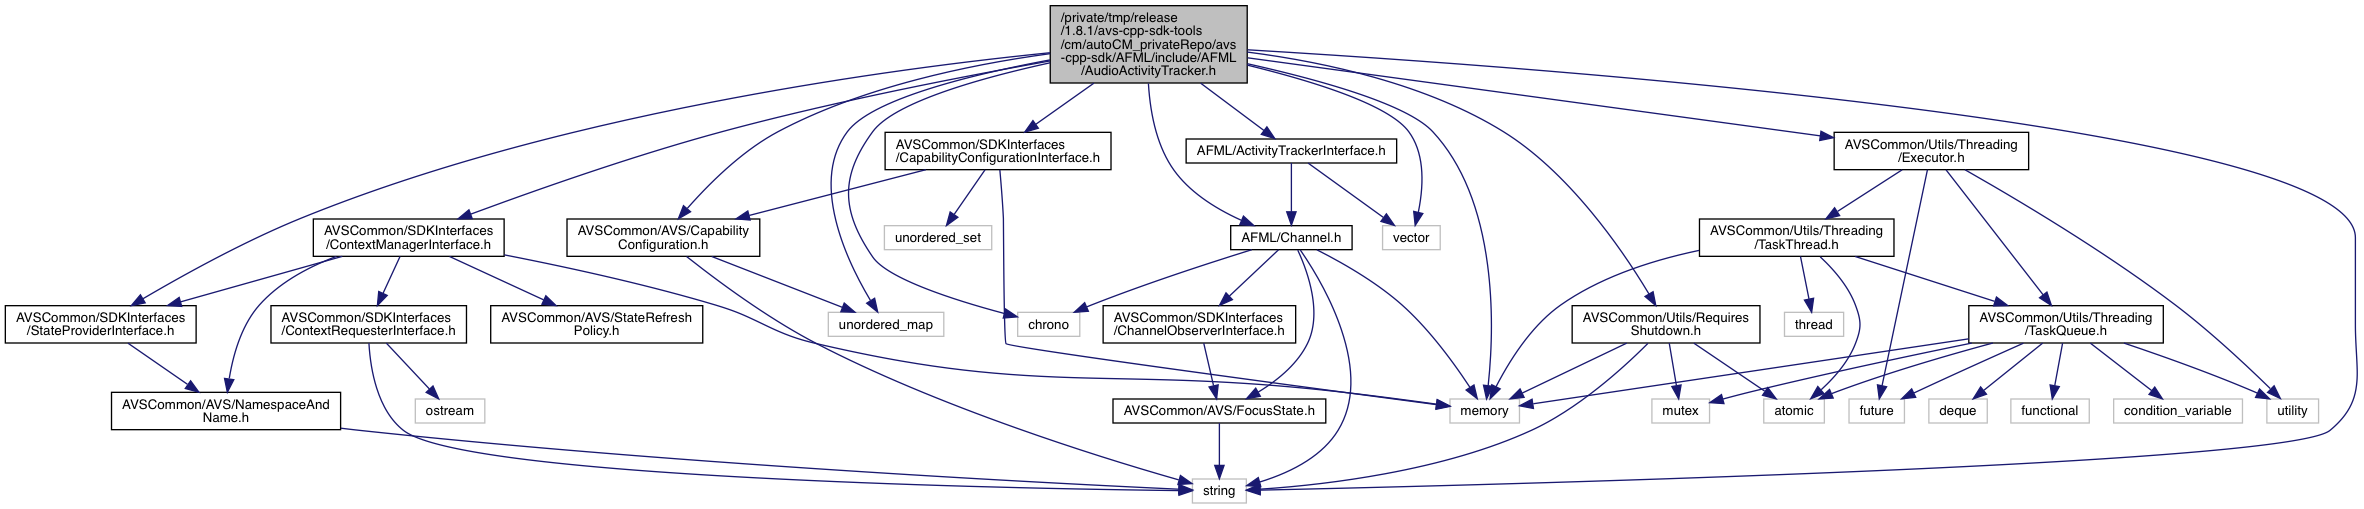 /private/tmp/release
/1.8.1/avs-cpp-sdk-tools
/cm/autoCM_privateRepo/avs
-cpp-sdk/AFML/include/AFML
/AudioActivityTracker.h
AVSCommon/SDKInterfaces
/CapabilityConfigurationInterface.h
AFML/ActivityTrackerInterface.h
AVSCommon/Utils/Threading
/Executor.h
AVSCommon/SDKInterfaces
/ContextManagerInterface.h
AVSCommon/AVS/Capability
Configuration.h
unordered_set
AFML/Channel.h
vector
AVSCommon/Utils/Threading
/TaskThread.h
AVSCommon/SDKInterfaces
/StateProviderInterface.h
AVSCommon/SDKInterfaces
/ContextRequesterInterface.h
AVSCommon/AVS/StateRefresh
Policy.h
unordered_map
chrono
AVSCommon/SDKInterfaces
/ChannelObserverInterface.h
AVSCommon/Utils/Requires
Shutdown.h
thread
AVSCommon/Utils/Threading
/TaskQueue.h
AVSCommon/AVS/NamespaceAnd
Name.h
ostream
AVSCommon/AVS/FocusState.h
memory
mutex
atomic
future
deque
functional
condition_variable
utility
string